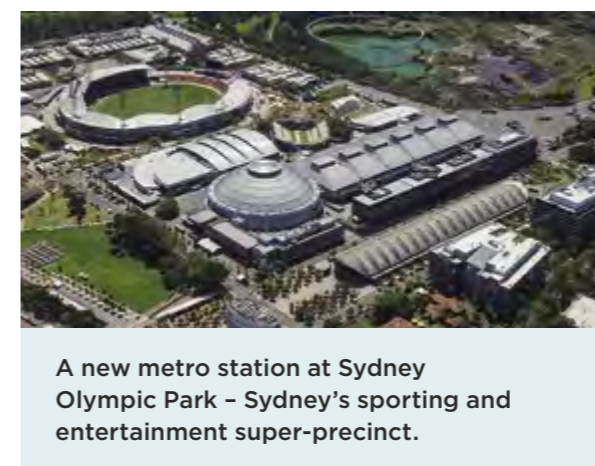 A new metro station at Sydney
Olympic Park – Sydney’s sporting and
entertainment super-precinct.